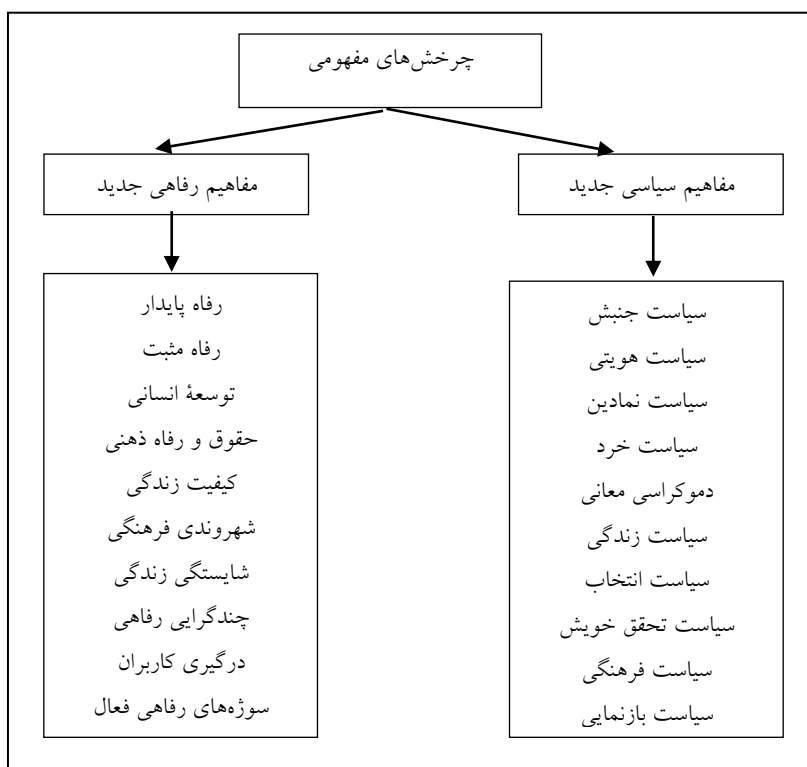 چرخش‌های مفهومی
مفاهیم سیاسی جدید
سیاست جنبش
سیاست هویتی
سیاست نمادین
سیاست خرد
دموکراسی معانی
سیاست زندگی
سیاست انتخاب
سیاست تحقق خویش
سیاست فرهنگی
سیاست بازنمایی
مفاهیم رفاهی جدید
رفاه پایدار
رفاه مثبت
توسعهٔ انسانی
حقوق و رفاه ذهنی
کیفیت زندگی
شهروندی فرهنگی
شایستگی زندگی
چندگرایی رفاهی
درگیری کاربران
سوژه‌های رفاهی فعال